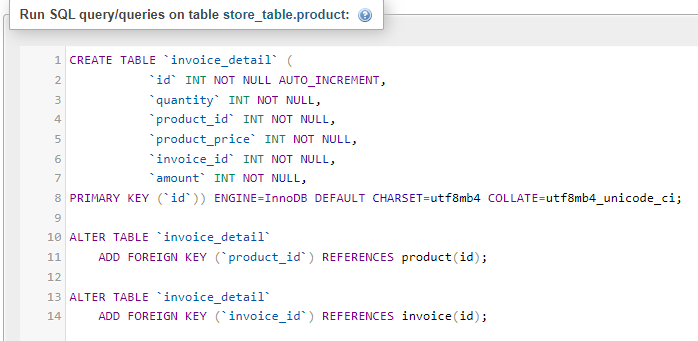 Run SQL query/queries on table store_table.product:
1 CREATE TABLE `invoice_detail` (
2 `id` INT NOT NULL AUTO_INCREMENT,
3 `quantity` INT NOT NULL,
4 `product_id` INT NOT NULL,
5 `product_price` INT NOT NULL,
6 `invoice_id` INT NOT NULL,
7 `amount` INT NOT NULL,
8 PRIMARY KEY (`id`)) ENGINE=InnoDB DEFAULT CHARSET=utf8mb4 COLLATE=utf8mb4_unicode_ci;
9
10 ALTER TABLE `invoice_detail`
11 ADD FOREIGN KEY (`product_id`) REFERENCES product(id);
12
13 ALTER TABLE `invoice_detail`
14 ADD FOREIGN KEY (`invoice_id`) REFERENCES invoice(id);